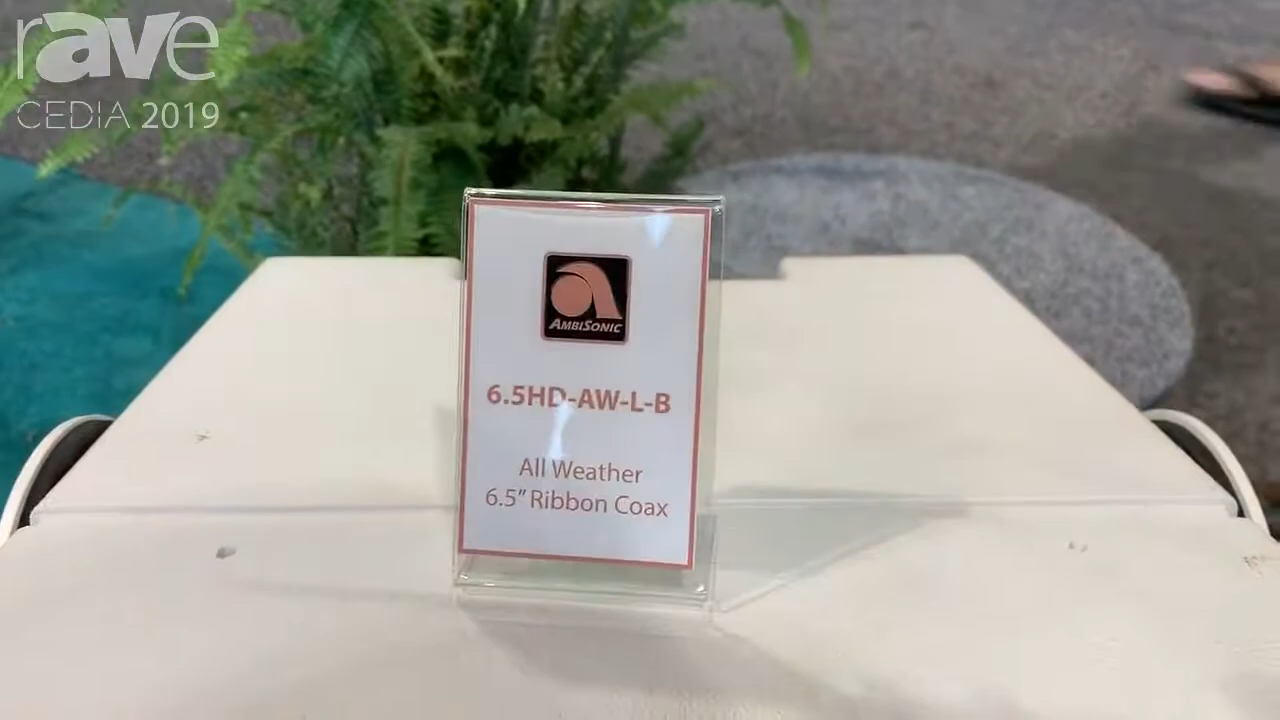 rave
CEDIA 2019
AMBISONIC
6.5HD-AW-L-B
All Weather
6.5” Ribbon Coax